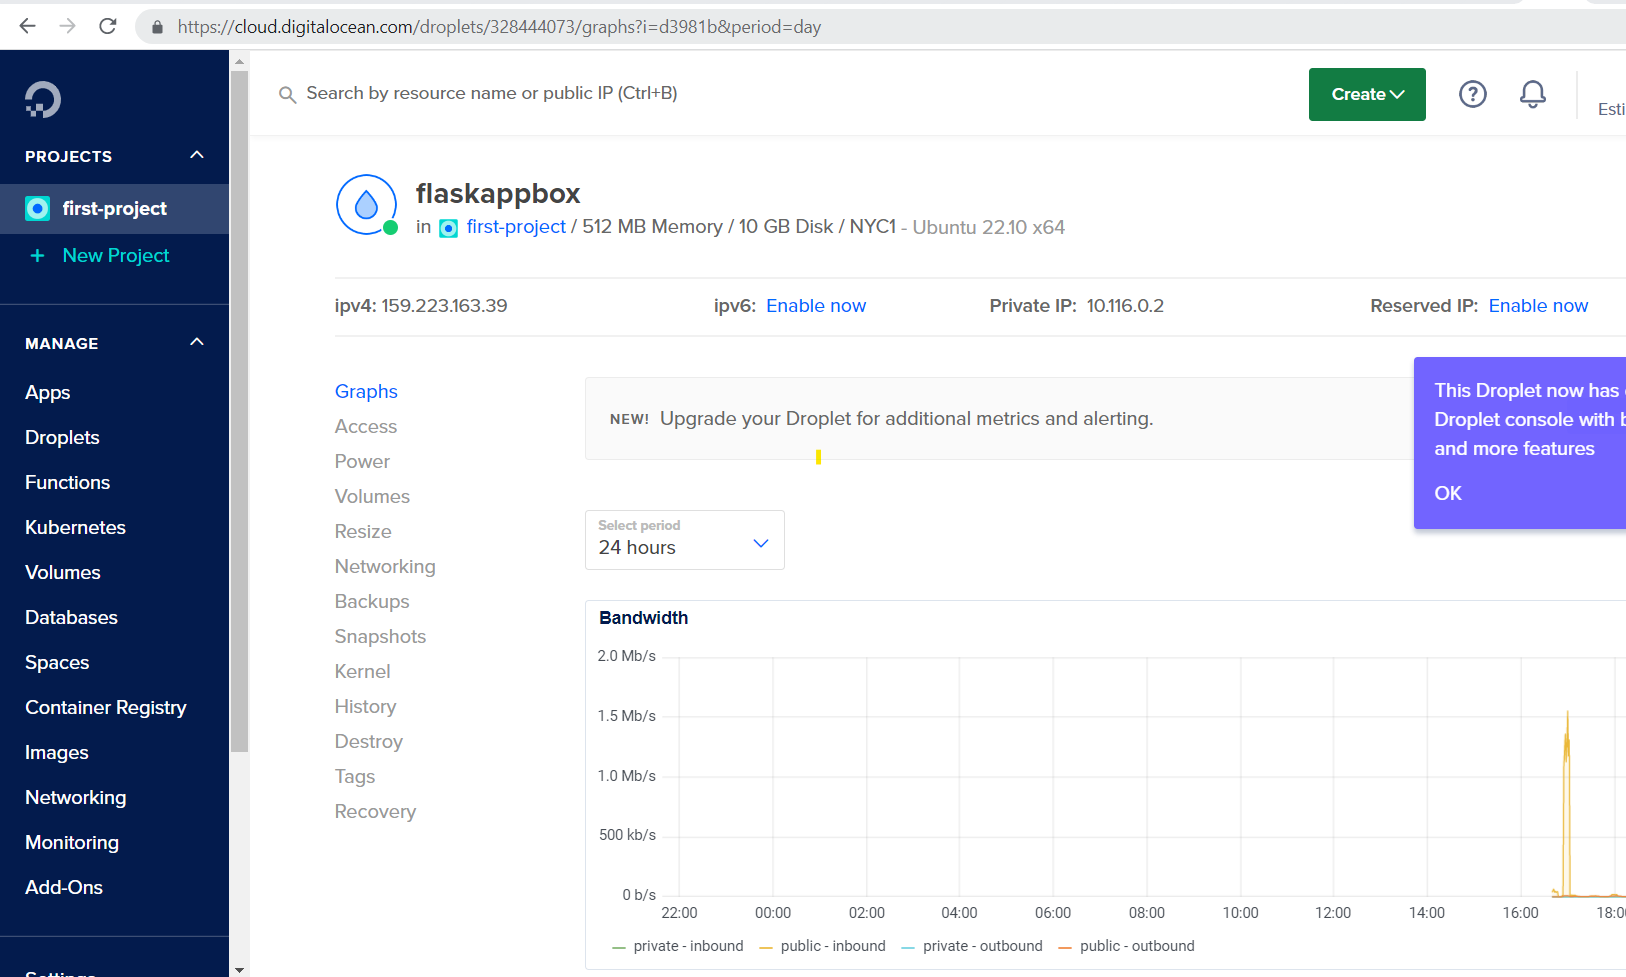 https://cloud.digitalocean.com/droplets/328444073/graphs?i=d3981b&period=day
Search by resource name or public IP (Ctrl+B)
Create
?
Esti
PROJECTS
first-project
+ New Project
MANAGE
Apps
Droplets
Functions
Kubernetes
Volumes
Databases
Spaces
Container Registry
Images
Networking
Monitoring
Add-Ons
Settings
flaskappbox
in first-project / 512 MB Memory / 10 GB Disk / NYC1 - Ubuntu 22.10 x64
ipv4: 159.223.163.39 ipv6: Enable now Private IP: 10.116.0.2 Reserved IP: Enable now
Graphs
Access
Power
Volumes
Resize
Networking
Backups
Snapshots
Kernel
History
Destroy
Tags
Recovery
NEW! Upgrade your Droplet for additional metrics and alerting.
This Droplet now has
Droplet console with b
and more features
OK
Select period
24 hours
Bandwidth
2.0 Mb/s
1.5 Mb/s
1.0 Mb/s
500 kb/s
0 b/s
22:00 00:00 02:00 04:00 06:00 08:00 10:00 12:00 14:00 16:00 18:0
private - inbound public - inbound private - outbound public - outbound